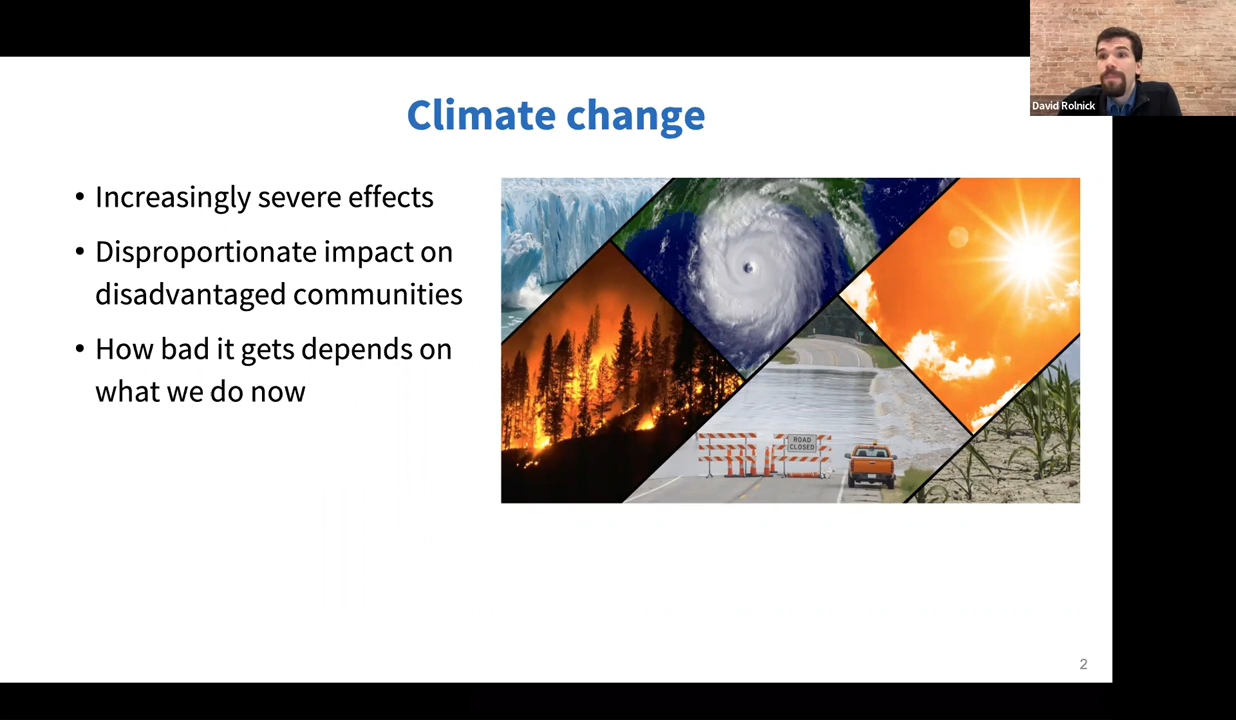 David Rolnick
Climate change
• Increasingly severe effects
• Disproportionate impact on
disadvantaged communities
• How bad it gets depends on
what we do now
ROAD
CLOSED
2